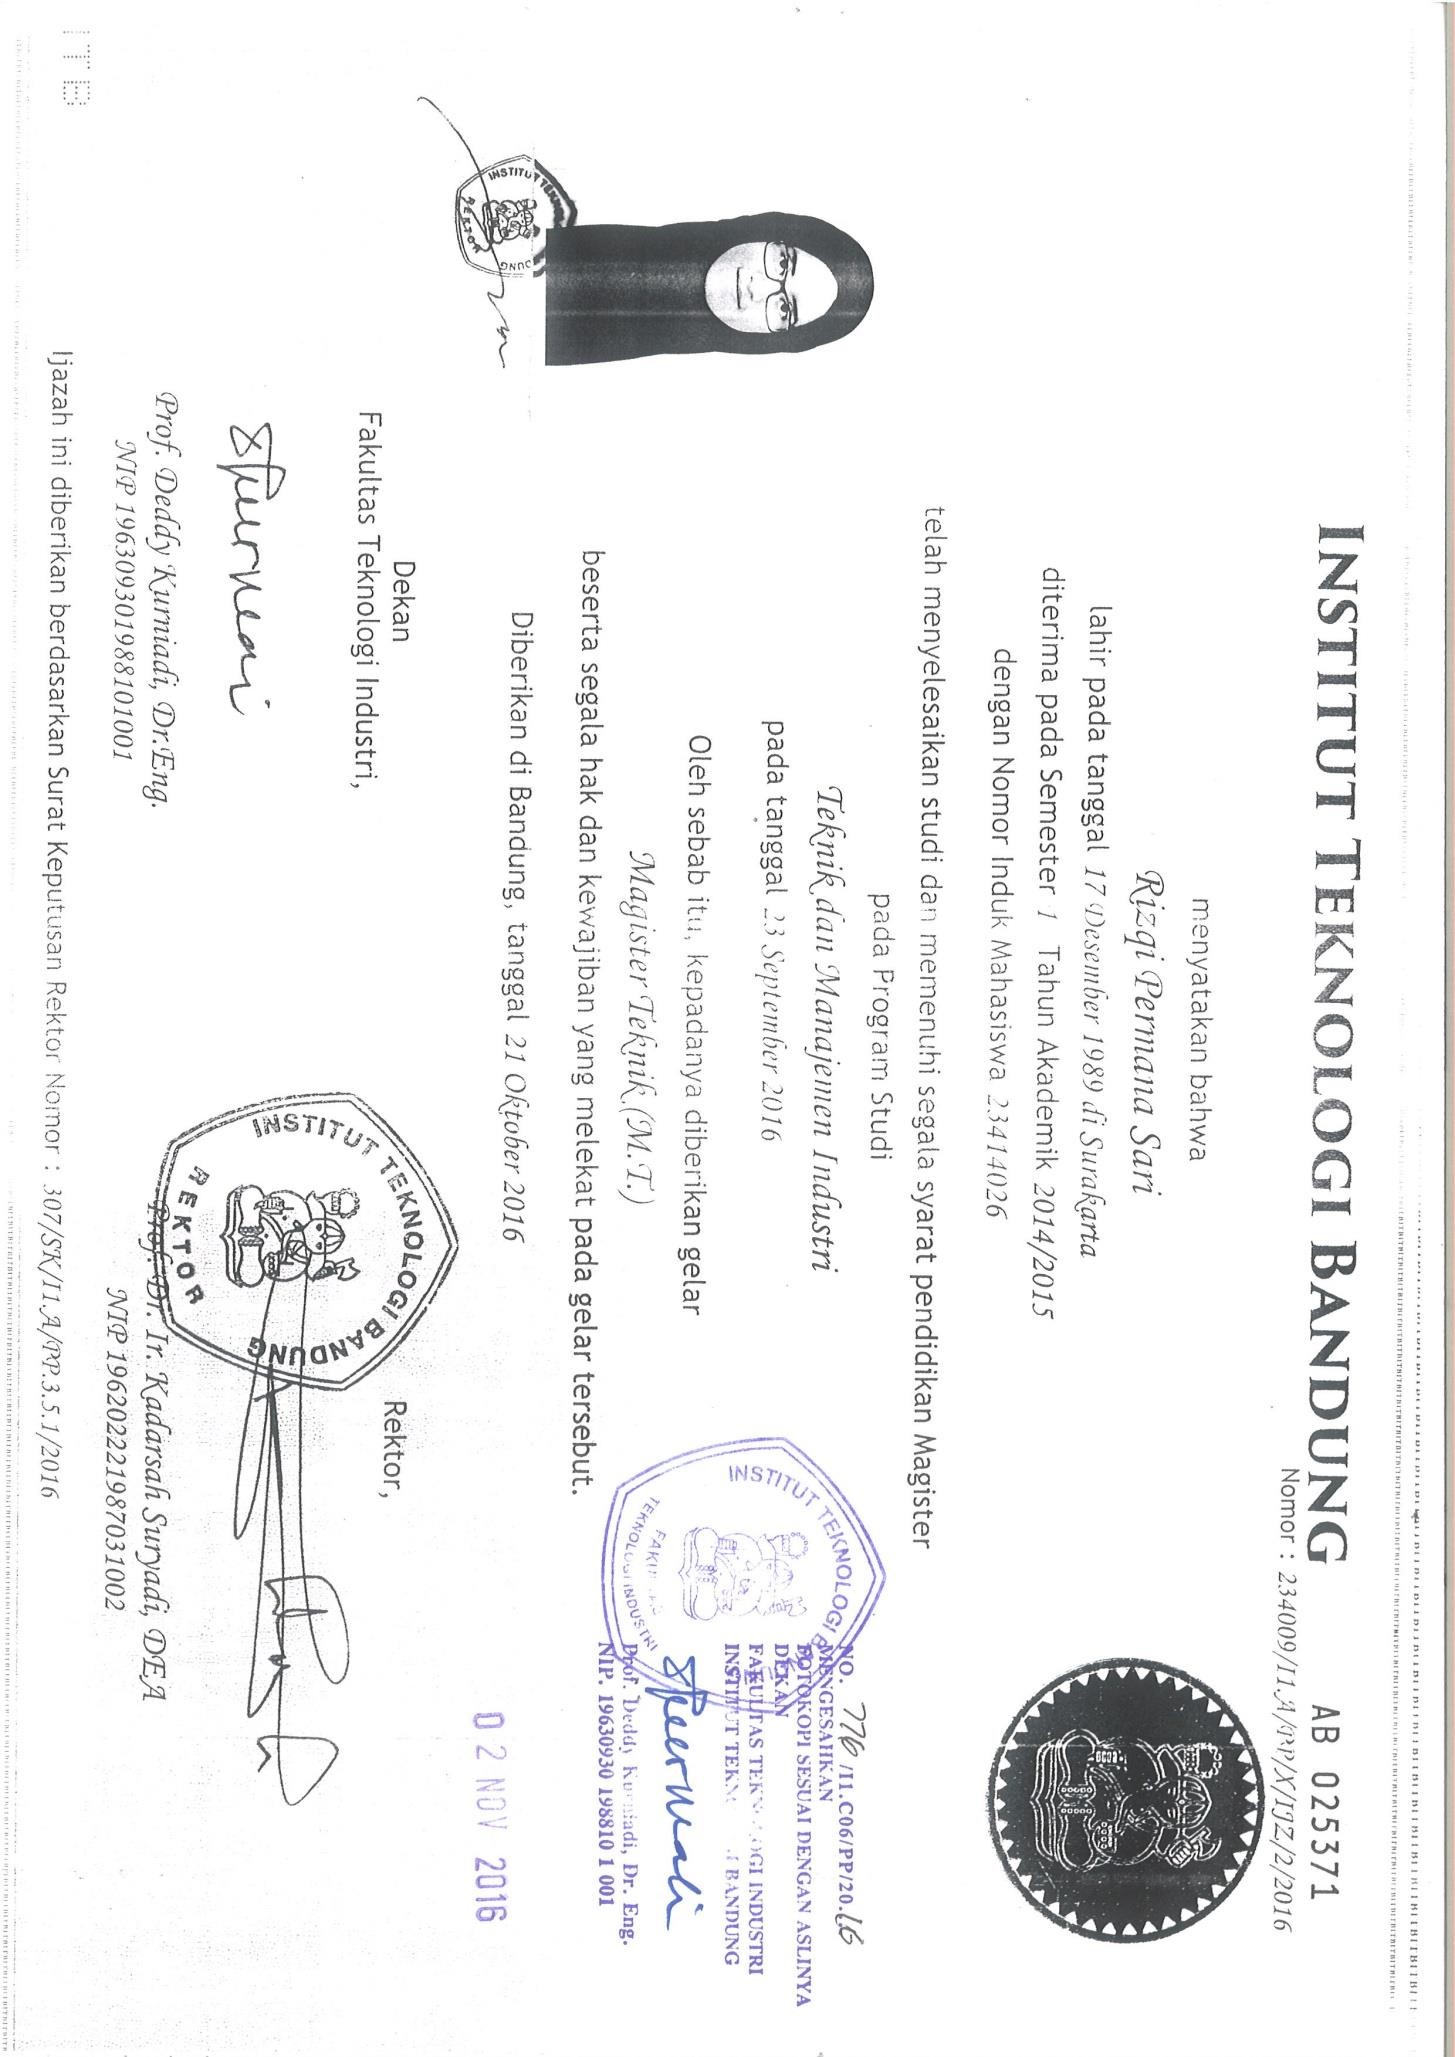 INSTITUT TEKNOLOGI BANDUNG
AB 025371
Nomor : 234009/I1.A/PP/X/IJZ/2/2016
menyatakan bahwa
Rizqi Permana Sari
lahir pada tanggal 17 Desember 1989 di Surakarta
diterima pada Semester 1 Tahun Akademik 2014/2015
dengan Nomor Induk Mahasiswa 23414026
telah menyelesaikan studi dan memenuhi segala syarat pendidikan Magister
pada Program Studi
Teknik dan Manajemen Industri
pada tanggal 23 September 2016
Oleh sebab itu, kepadanya diberikan gelar
Magister Teknik (M.T.)
beserta segala hak dan kewajiban yang melekat pada gelar tersebut.
Diberikan di Bandung, tanggal 21 Oktober 2016
INSTITUT TEKNOLOGI BANDUNG
FAKULTAS
TEKNOLOGI INDUSTRI
NO. 776 /I1.C06/PP/20.16
MENGESAHKAN
FOTOKOPI SESUAI DENGAN ASLINYA
DEKAN
FAKULTAS TEKNOLOGI INDUSTRI
INSTITUT TEKNOLOGI BANDUNG
Prof. Deddy Kurniadi, Dr. Eng.
NIP. 19630930 198810 1 001
02 NOV 2016
REKTOR
Dekan
Fakultas Teknologi Industri,
Prof. Deddy Kurniadi, Dr.Eng.
NIP 196309301988101001
Rektor,
INSTITUT TEKNOLOGI BANDUNG
REKTOR
Prof. Dr. Ir. Kadarsah Suryadi, DEA
NIP 196202221987031002
ITB
Ijazah ini diberikan berdasarkan Surat Keputusan Rektor Nomor : 307/SK/I1.A/PP.3.5.1/2016